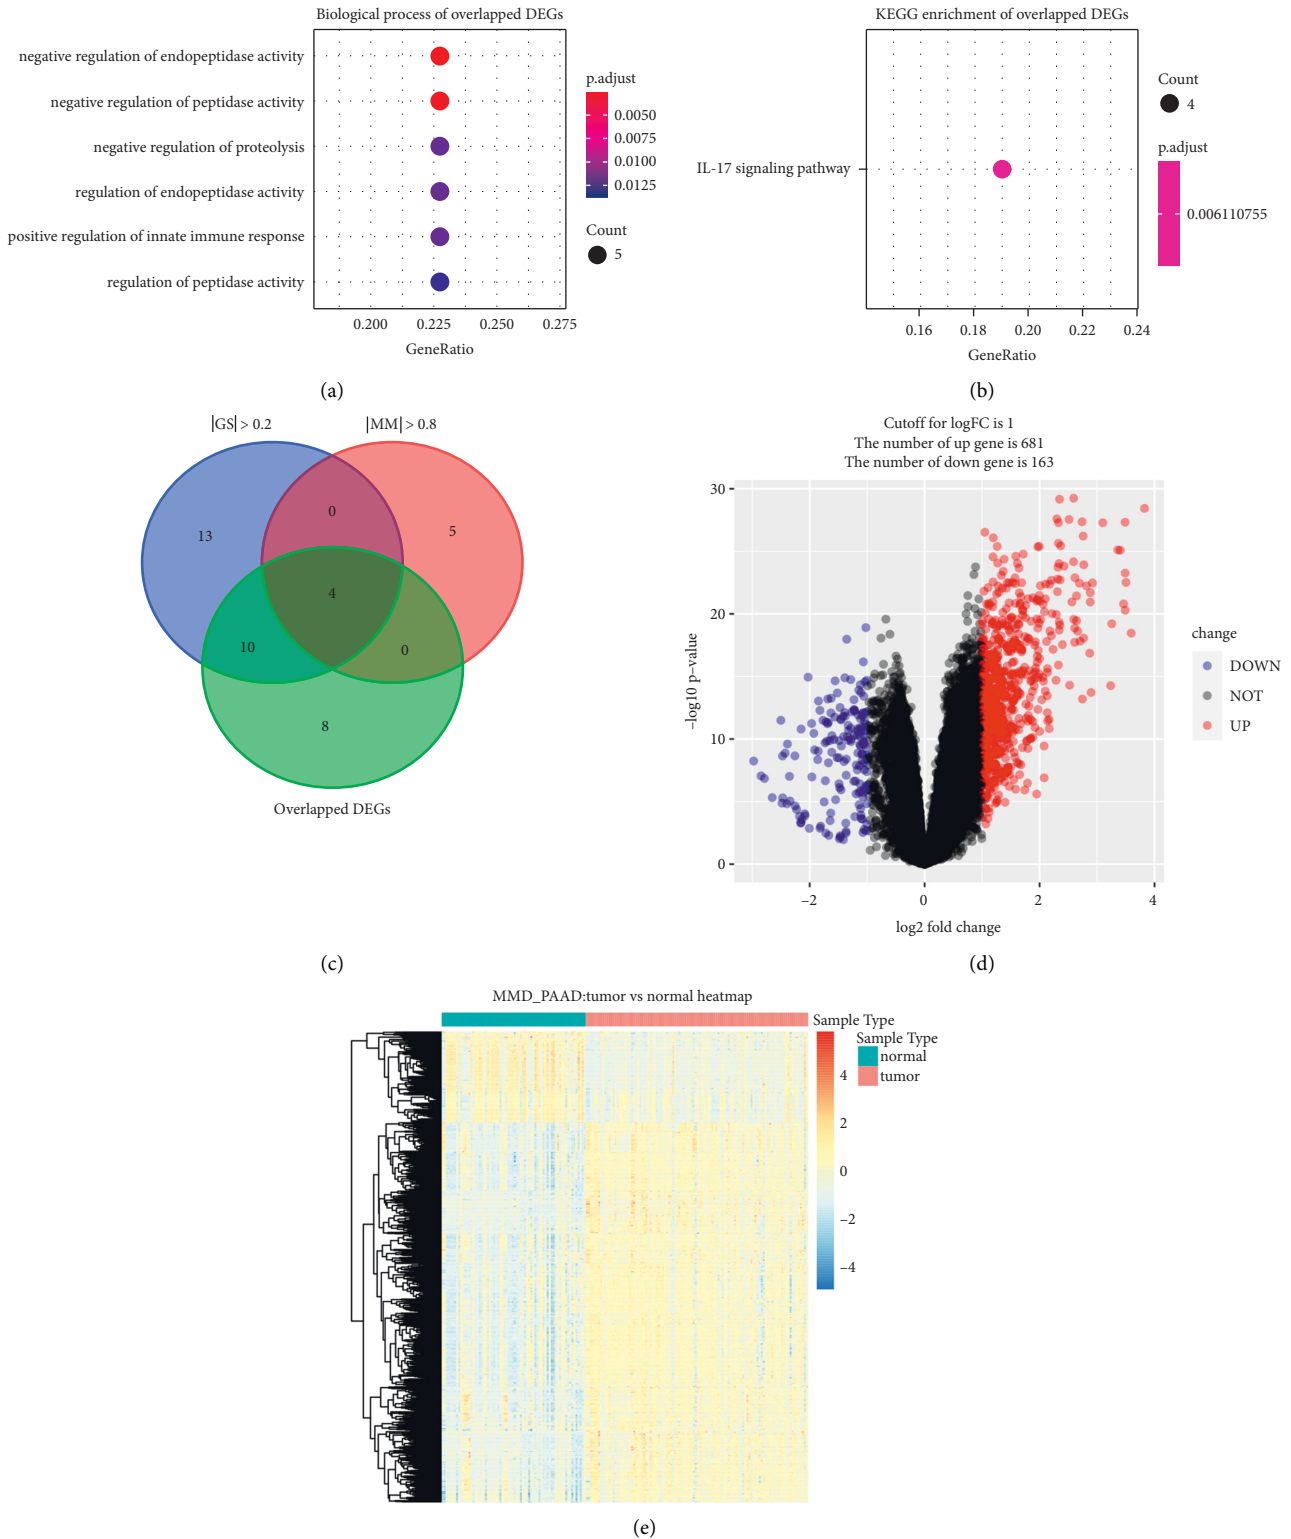 Biological process of overlapped DEGs
negative regulation of endopeptidase activity
negative regulation of peptidase activity
negative regulation of proteolysis
regulation of endopeptidase activity
positive regulation of innate immune response
regulation of peptidase activity
0.200 0.225 0.250 0.275
GeneRatio
p.adjust
0.0050
0.0075
0.0100
0.0125
Count
5
(a)
KEGG enrichment of overlapped DEGs
IL-17 signaling pathway
0.16 0.18 0.20 0.22 0.24
GeneRatio
Count
4
p.adjust
0.006110755
(b)
|GS| > 0.2 |MM| > 0.8
0
13
5
4
10
0
8
Overlapped DEGs
(c)
Cutoff for logFC is 1
The number of up gene is 681
The number of down gene is 163
30
20
10
0
−log10 p−value
−2 0 2 4
log2 fold change
change
DOWN
NOT
UP
(d)
MMD_PAAD:tumor vs normal heatmap
Sample Type
Sample Type
normal
tumor
4
2
0
−2
−4
(e)